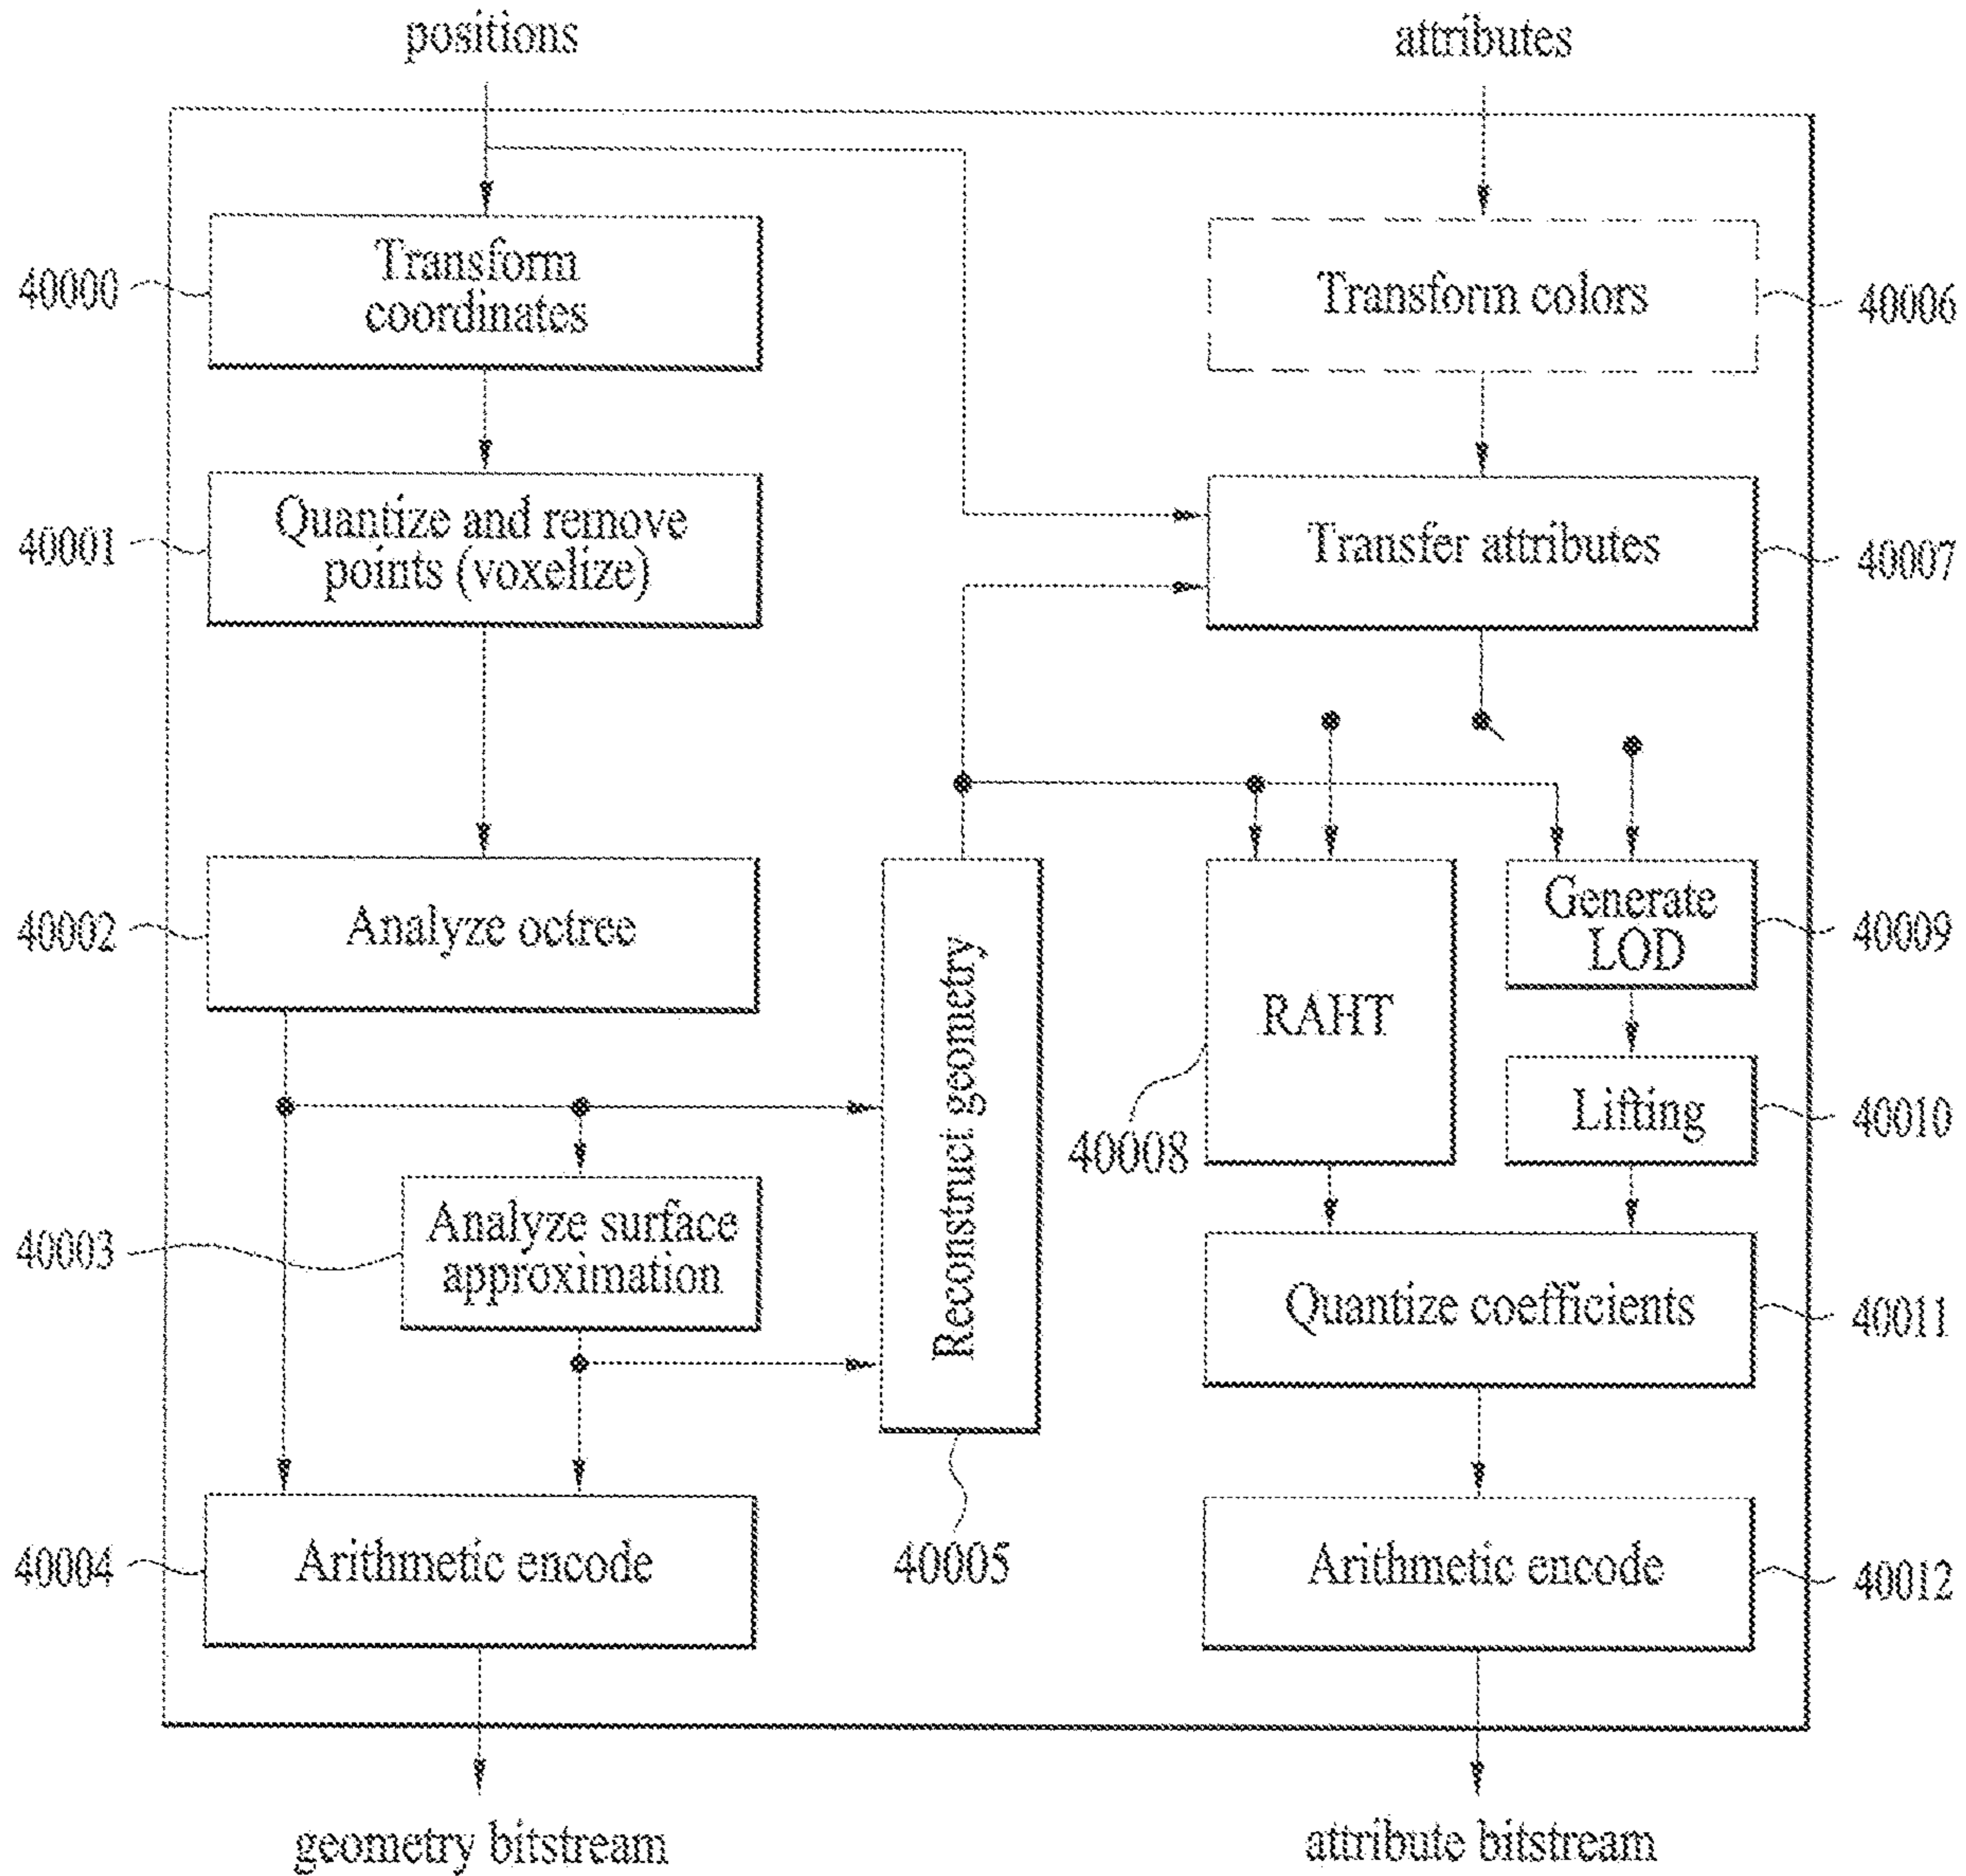 positions
attributes
40000
Transform
coordinates
Transform colors
40006
40001
Quantize and remove
points (voxelize)
Transfer attributes
40007
40002
Analyze octree
Reconstruct geometry
RAHT
40008
Generate
LOD
40009
Lifting
40010
40003
Analyze surface
approximation
Quantize coefficients
40011
40004
Arithmetic encode
40005
Arithmetic encode
40012
geometry bitstream
attribute bitstream